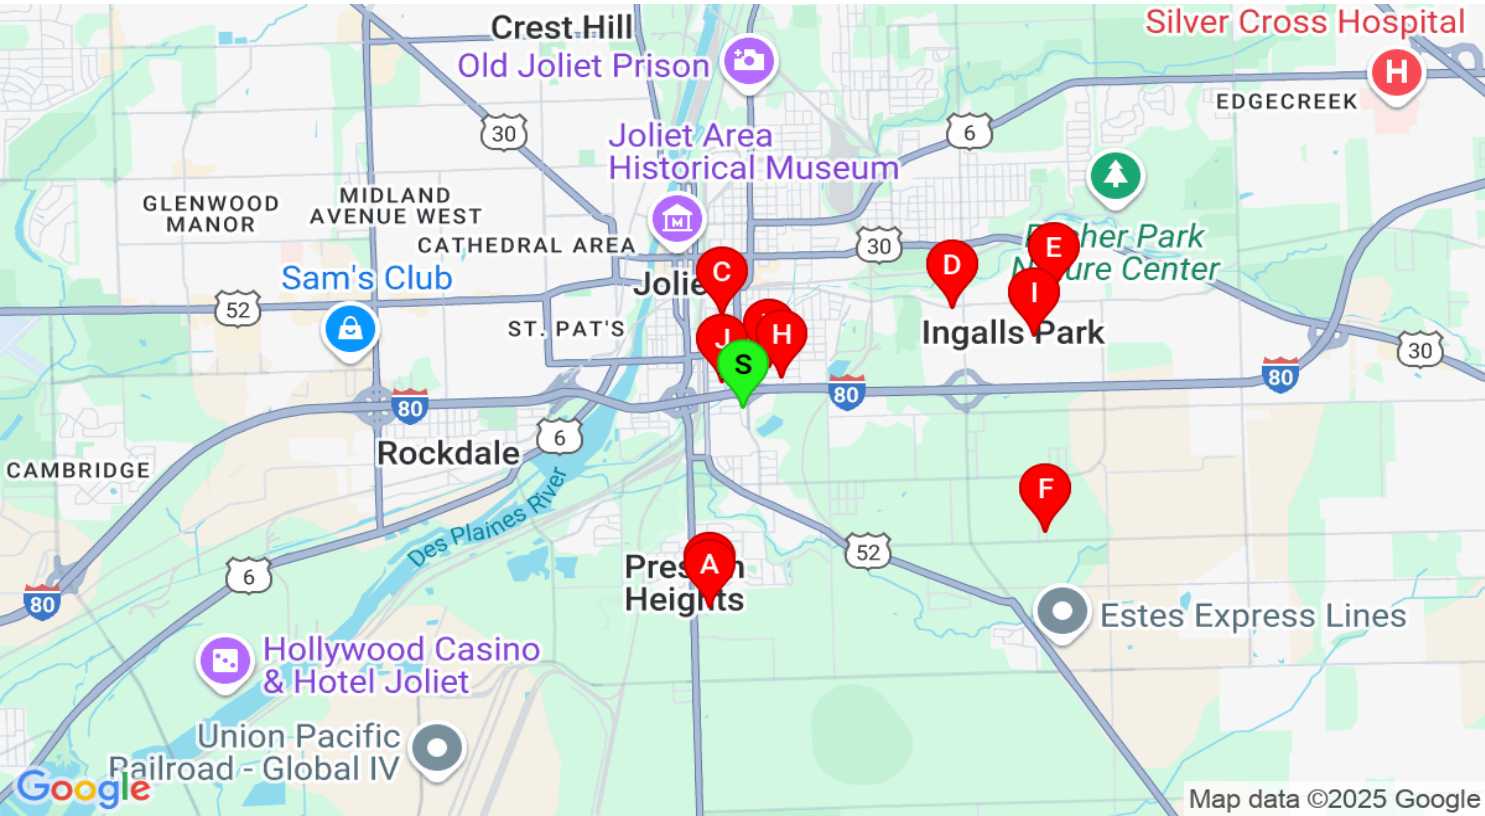 Silver Cross Hospital
H
Crest Hill
Old Joliet Prison
EDGECREEK
30
6
Joliet Area
Historical Museum
GLENWOOD
MANOR
MIDLAND
AVENUE WEST
CATHEDRAL AREA
M
30
E
Park
Center
D
C
I
Sam's Club
52
ST. PAT'S
Ingalls Park
J
H
S
30
80
80
80
6
Rockdale
CAMBRIDGE
F
Des Plaines River
52
A
Heights
6
80
Estes Express Lines
Hollywood Casino
& Hotel Joliet
Union Pacific
Railroad - Global IV
Google
Map data ©2025 Google